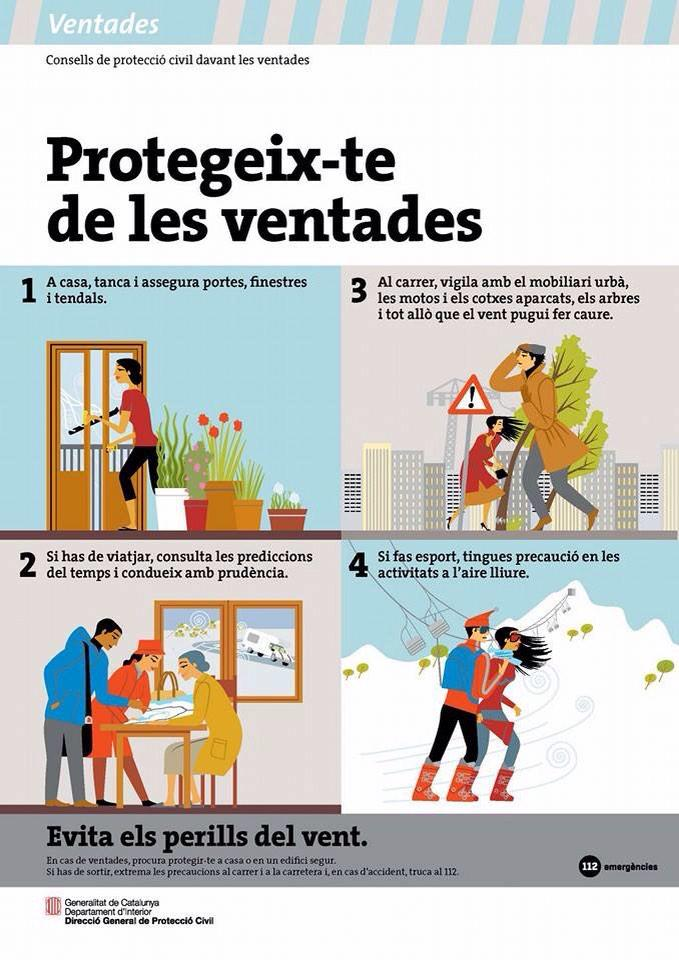 Ventades
Consells de protecció civil davant les ventades
Protegeix-te
de les ventades
1 A casa, tanca i assegura portes, finestres
i tendals.
2 Si has de viatjar, consulta les prediccions
del temps i condueix amb prudència.
3 Al carrer, vigila amb el mobiliari urbà,
les motos i els cotxes aparcats, els arbres
i tot allò que el vent pugui fer caure.
4 Si fas esport, tingues precaució en les
activitats a l'aire lliure.
Evita els perills del vent.
En cas de ventades, procura protegir-te a casa o en un edifici segur.
Si has de sortir, extrema les precaucions al carrer i a la carretera i, en cas d'accident, truca al 112.
112 emergències
Generalitat de Catalunya
Departament d'Interior
Direcció General de Protecció Civil